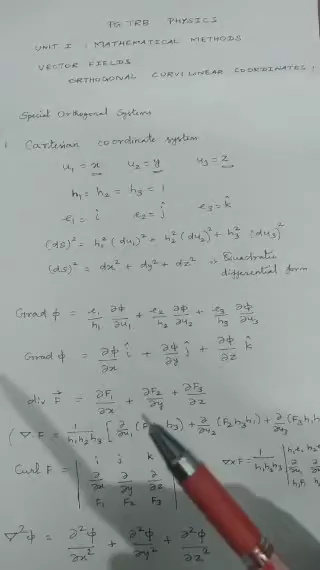 PG TRB PHYSICS
UNIT I : MATHEMATICAL METHODS
VECTOR FIELDS
ORTHOGONAL CURVILINEAR COORDINATES:
Special Orthogonal System
1. Cartesian coordinate system
u₁ = x u₂ = y u₃ = z
h₁ = h₂ = h₃ = 1
e₁ = î e₂ = ĵ e₃ = k̂
(ds)² = h₁²(du₁)² + h₂²(du₂)² + h₃²(du₃)²
(ds)² = dx² + dy² + dz² Quadratic
differential form
Grad φ = e₁/h₁ ∂φ/∂u₁ + e₂/h₂ ∂φ/∂u₂ + e₃/h₃ ∂φ/∂u₃
Grad φ = ∂φ/∂x î + ∂φ/∂y ĵ + ∂φ/∂z k̂
div F⃗ = ∂F₁/∂x + ∂F₂/∂y + ∂F₃/∂z
(∇.F = 1/h₁h₂h₃ [∂/∂u₁ (F h₃) + ∂/∂u₂ (F₂h₃h₁) + ∂/∂u₃ (F₃h₁h
Curl F = | i j k |
| ∂/∂x ∂/∂y ∂/∂z | ∇×F = 1/h₁h₂h₃
| F₁ F₂ F₃ |
∇²φ = ∂²φ/∂x² + ∂²φ/∂y² + ∂²φ/∂z²